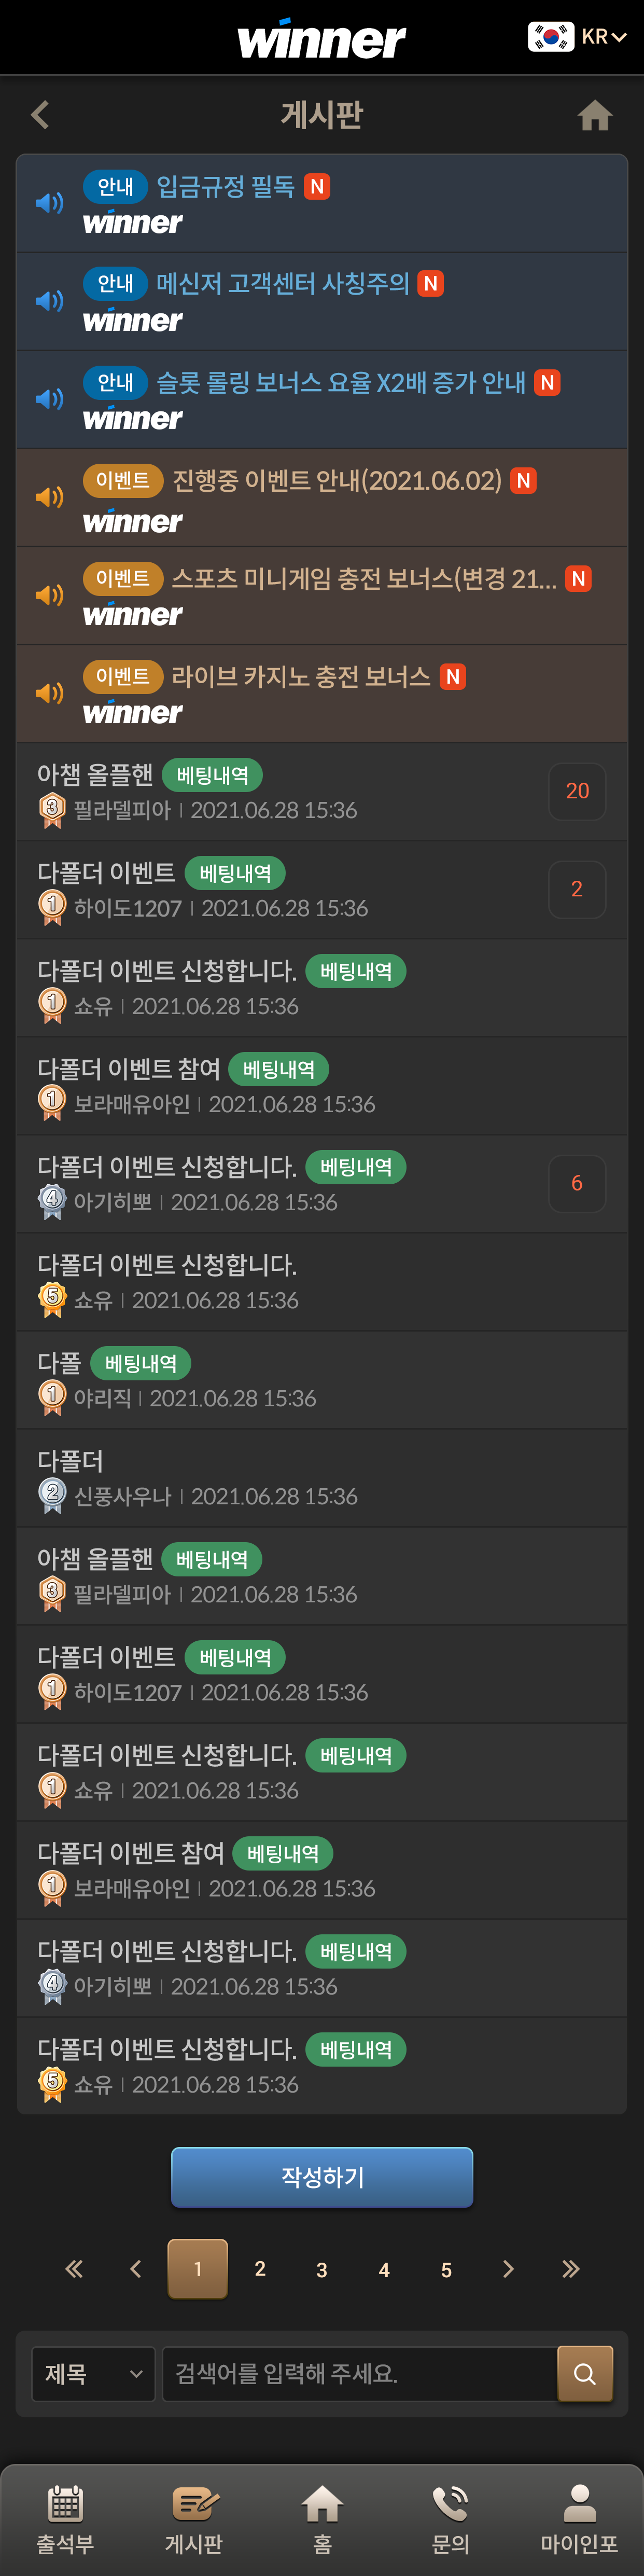 winner
KR
게시판
안내 입금규정 필독 N
winner
안내 메신저 고객센터 사칭주의 N
winner
안내 슬롯 롤링 보너스 요율 X2배 증가 안내 N
winner
이벤트 진행중 이벤트 안내(2021.06.02) N
winner
이벤트 스포츠 미니게임 충전 보너스(변경 21... N
winner
이벤트 라이브 카지노 충전 보너스 N
winner
아챔 올플핸 베팅내역
20
3 필라델피아 | 2021.06.28 15:36
다폴더 이벤트 베팅내역
2
1 하이도1207 | 2021.06.28 15:36
다폴더 이벤트 신청합니다. 베팅내역
1 쇼유 | 2021.06.28 15:36
다폴더 이벤트 참여 베팅내역
1 보라매유아인 | 2021.06.28 15:36
다폴더 이벤트 신청합니다. 베팅내역
6
4 아기히뽀 | 2021.06.28 15:36
다폴더 이벤트 신청합니다.
5 쇼유 | 2021.06.28 15:36
다폴 베팅내역
1 야리직 | 2021.06.28 15:36
다폴더
2 신풍사우나 | 2021.06.28 15:36
아챔 올플핸 베팅내역
3 필라델피아 | 2021.06.28 15:36
다폴더 이벤트 베팅내역
1 하이도1207 | 2021.06.28 15:36
다폴더 이벤트 신청합니다. 베팅내역
1 쇼유 | 2021.06.28 15:36
다폴더 이벤트 참여 베팅내역
1 보라매유아인 | 2021.06.28 15:36
다폴더 이벤트 신청합니다. 베팅내역
4 아기히뽀 | 2021.06.28 15:36
다폴더 이벤트 신청합니다. 베팅내역
5 쇼유 | 2021.06.28 15:36
작성하기
1 2 3 4 5
제목 검색어를 입력해 주세요.
출석부 게시판 홈 문의 마이인포